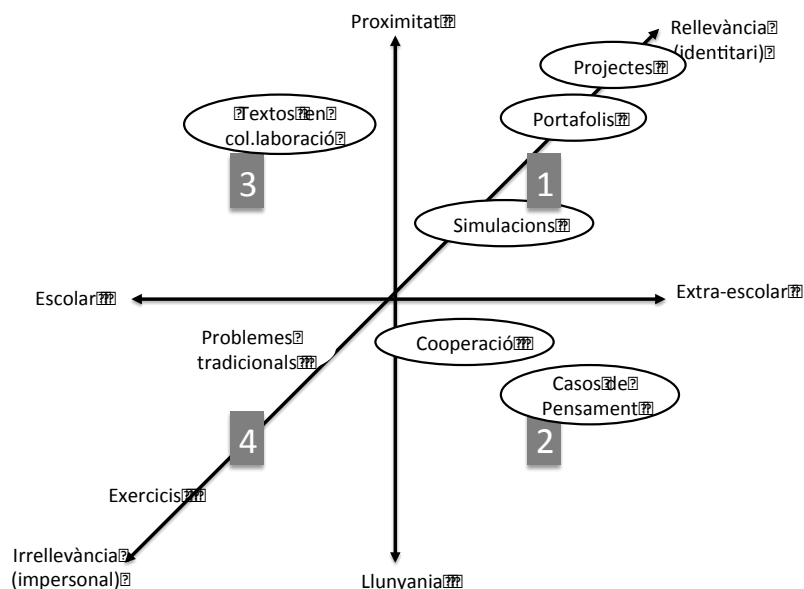 Proximitat
Rellevància
(identitari)
Projectes
Textos en
col.laboració
Portafolis
3
1
Simulacions
Escolar
Extra-escolar
Problemes
tradicionals
Cooperació
Casos de
Pensament
4
2
Exercicis
Irrellevància
(impersonal)
Llunyania